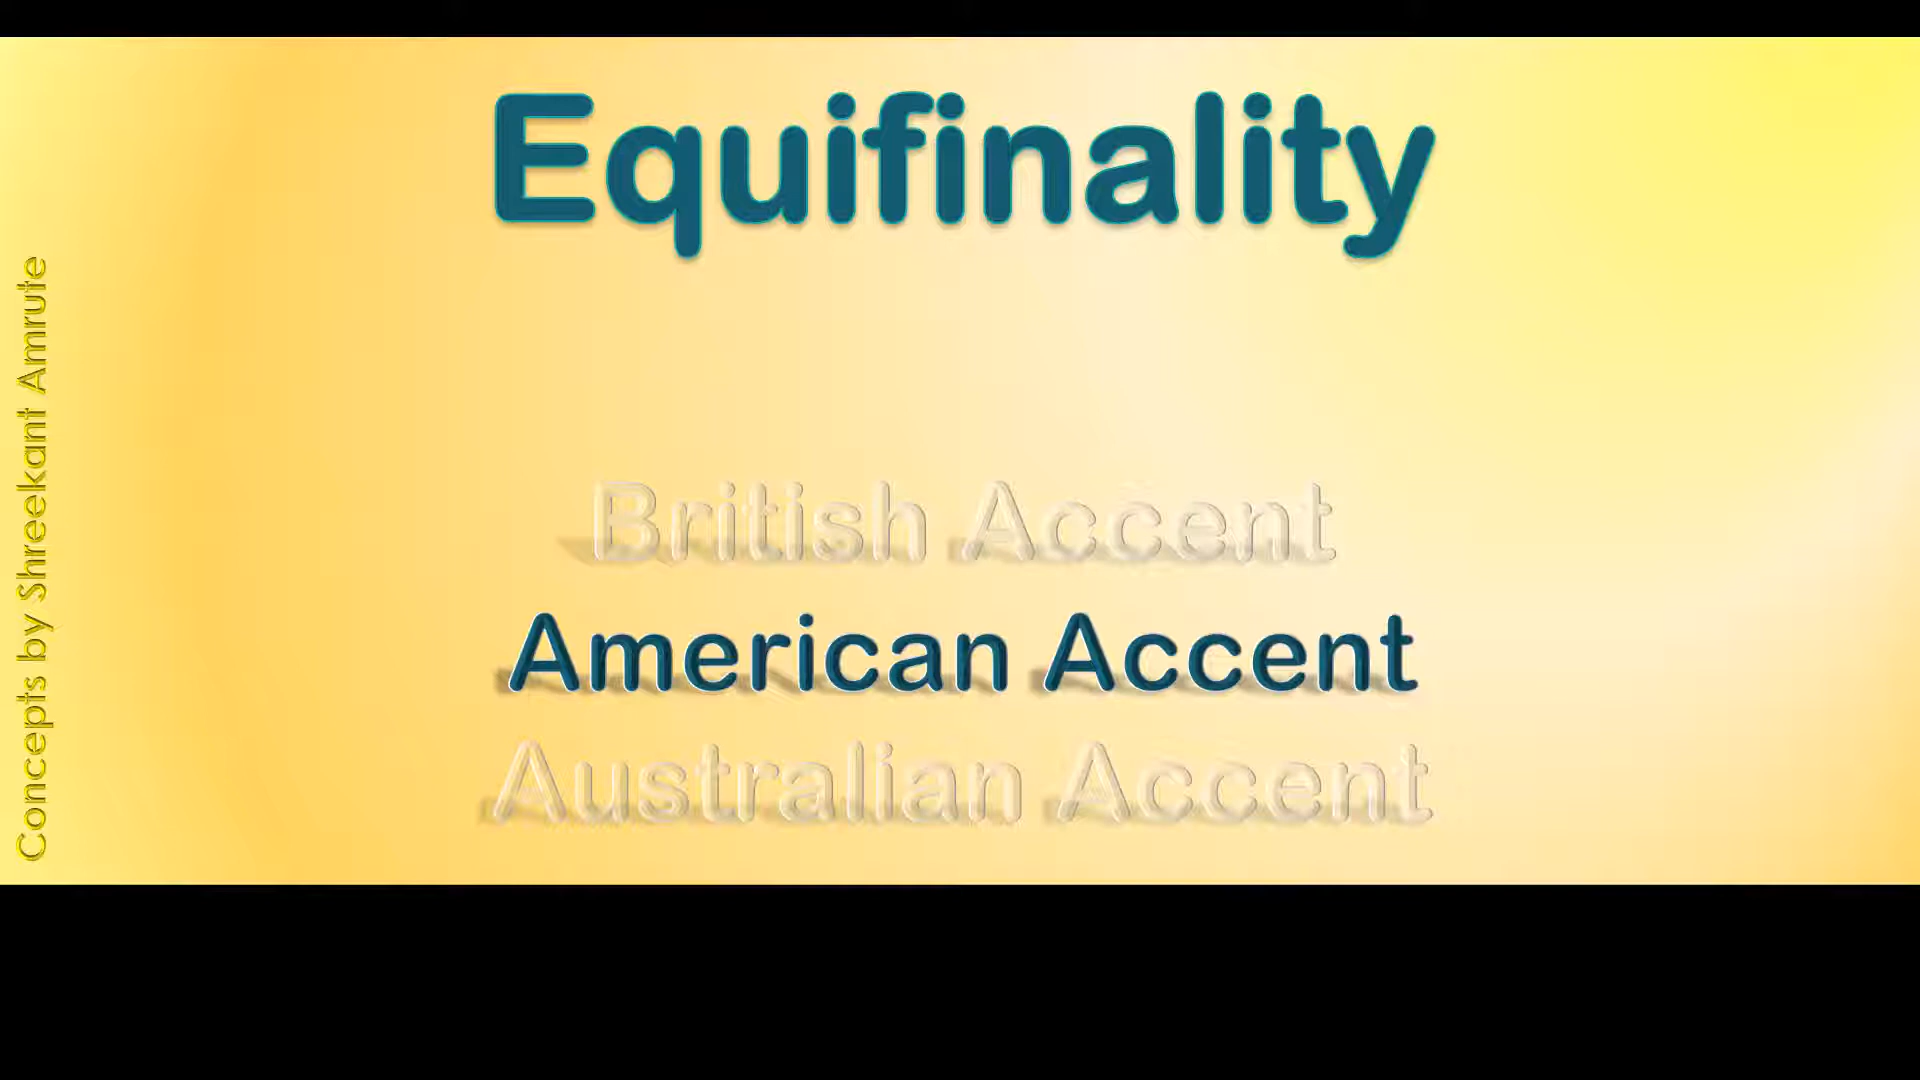 Equifinality
British Accent
American Accent
Australian Accent
Concepts by Shreekant Amrute